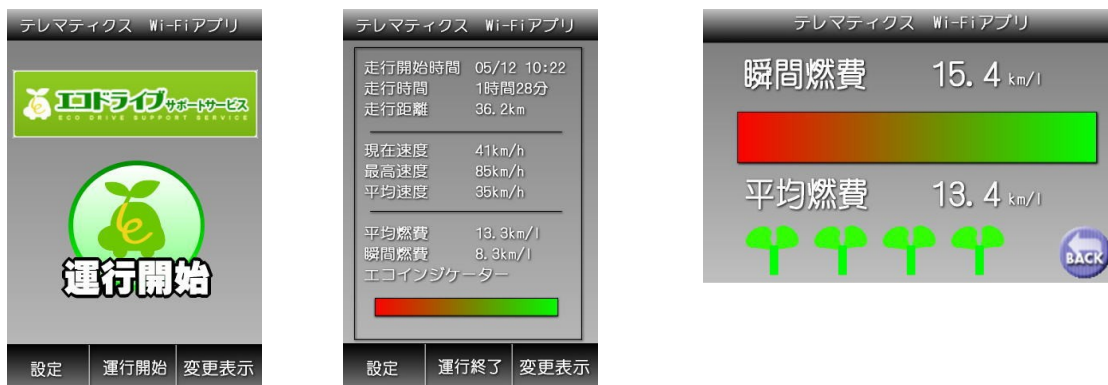 テレマティクス Wi-Fiアプリ
エコドライブサポートサービス
ECO DRIVE SUPPORT SERVICE
e
運行開始
設定 運行開始 変更表示
テレマティクス Wi-Fiアプリ
走行開始時間 05/12 10:22
走行時間 1時間28分
走行距離 36.2km
現在速度 41km/h
最高速度 85km/h
平均速度 35km/h
平均燃費 13.3km/l
瞬間燃費 8.3km/l
エコインジケーター
設定 運行終了 変更表示
テレマティクス Wi-Fiアプリ
瞬間燃費 15.4 km/l
平均燃費 13.4 km/l
BACK